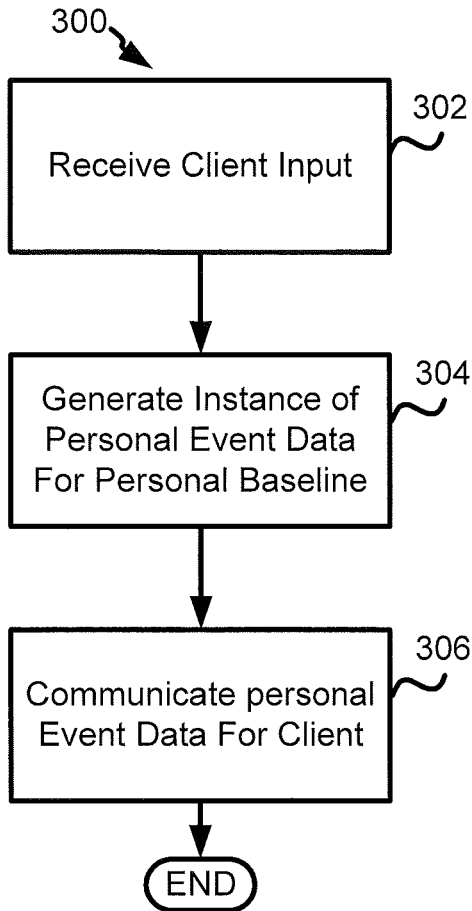 300
302
Receive Client Input
304
Generate Instance of
Personal Event Data
For Personal Baseline
306
Communicate personal
Event Data For Client
END